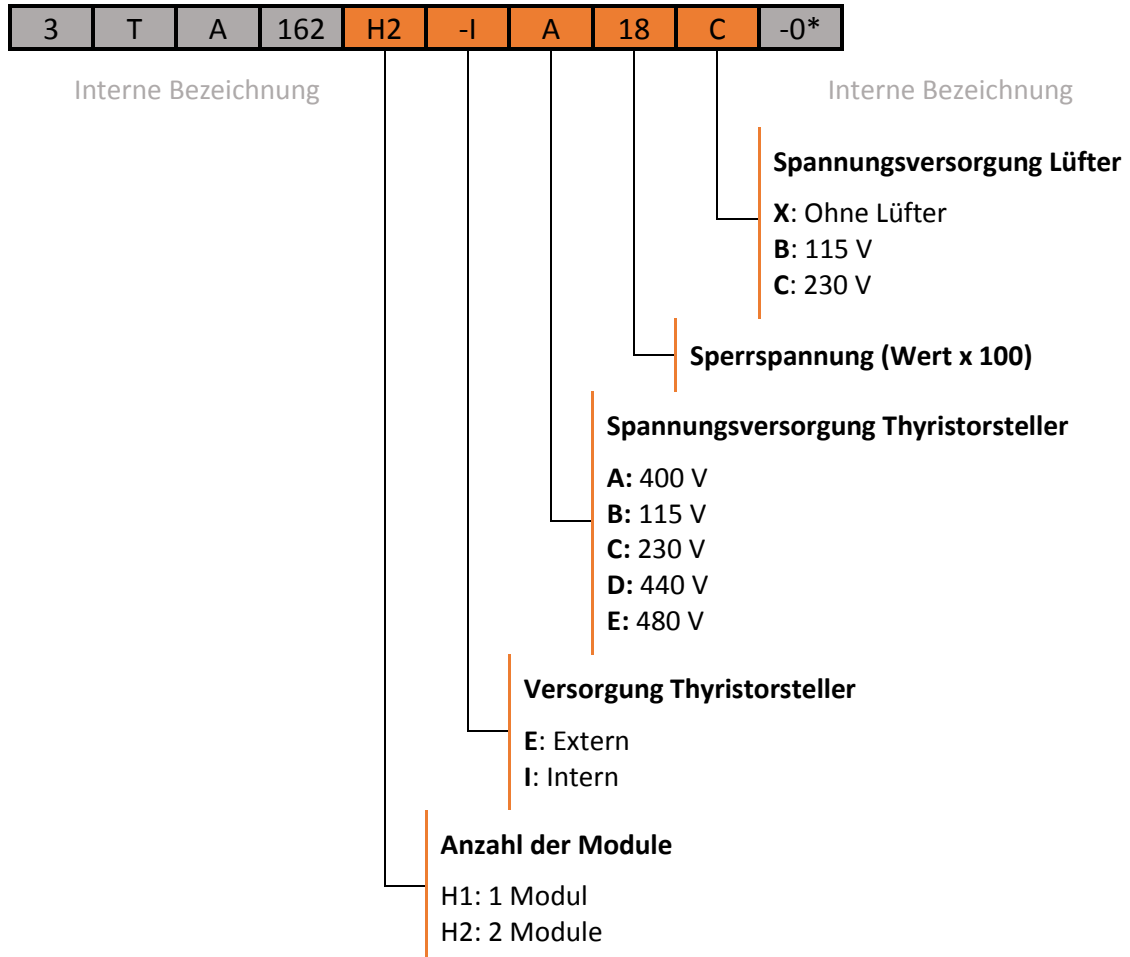 3 T A 162 H2 -I A 18 C -0*
Interne Bezeichnung Interne Bezeichnung
Spannungsversorgung Lüfter
X: Ohne Lüfter
B: 115 V
C: 230 V
Sperrspannung (Wert x 100)
Spannungsversorgung Thyristorsteller
A: 400 V
B: 115 V
C: 230 V
D: 440 V
E: 480 V
Versorgung Thyristorsteller
E: Extern
I: Intern
Anzahl der Module
H1: 1 Modul
H2: 2 Module